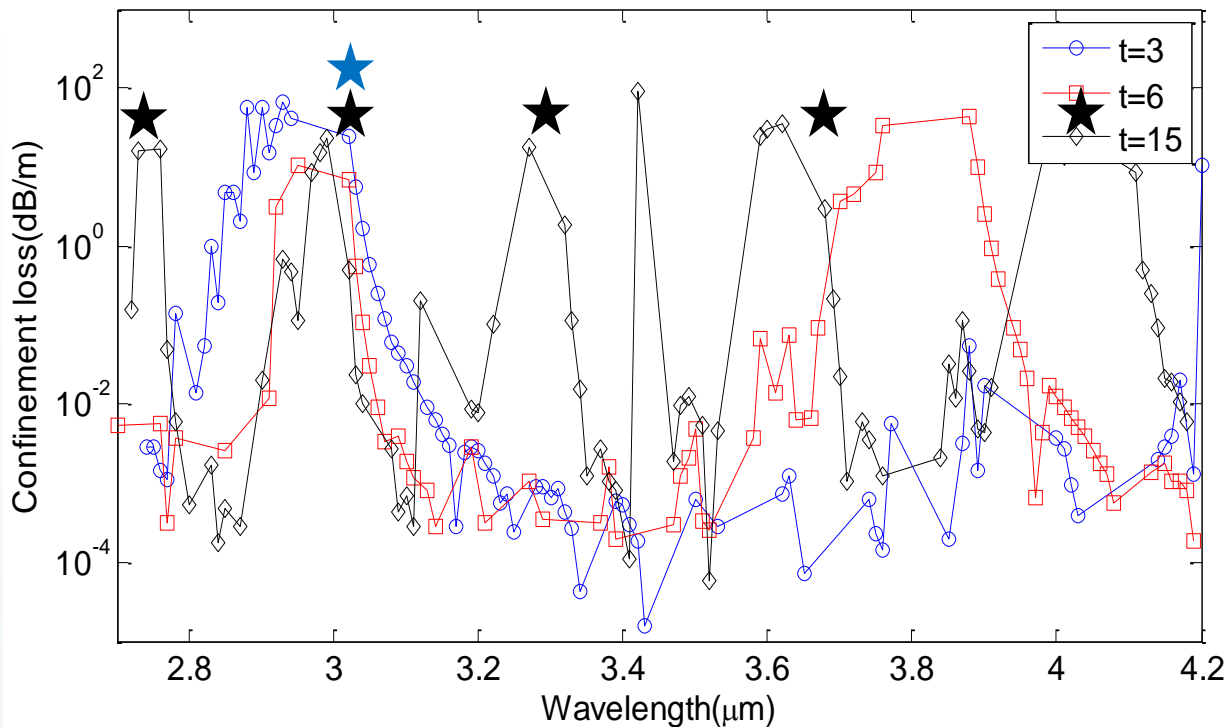 Confinement loss(dB/m)
10^2
10^0
10^-2
10^-4
t=3
t=6
t=15
2.8 3 3.2 3.4 3.6 3.8 4 4.2
Wavelength(μm)